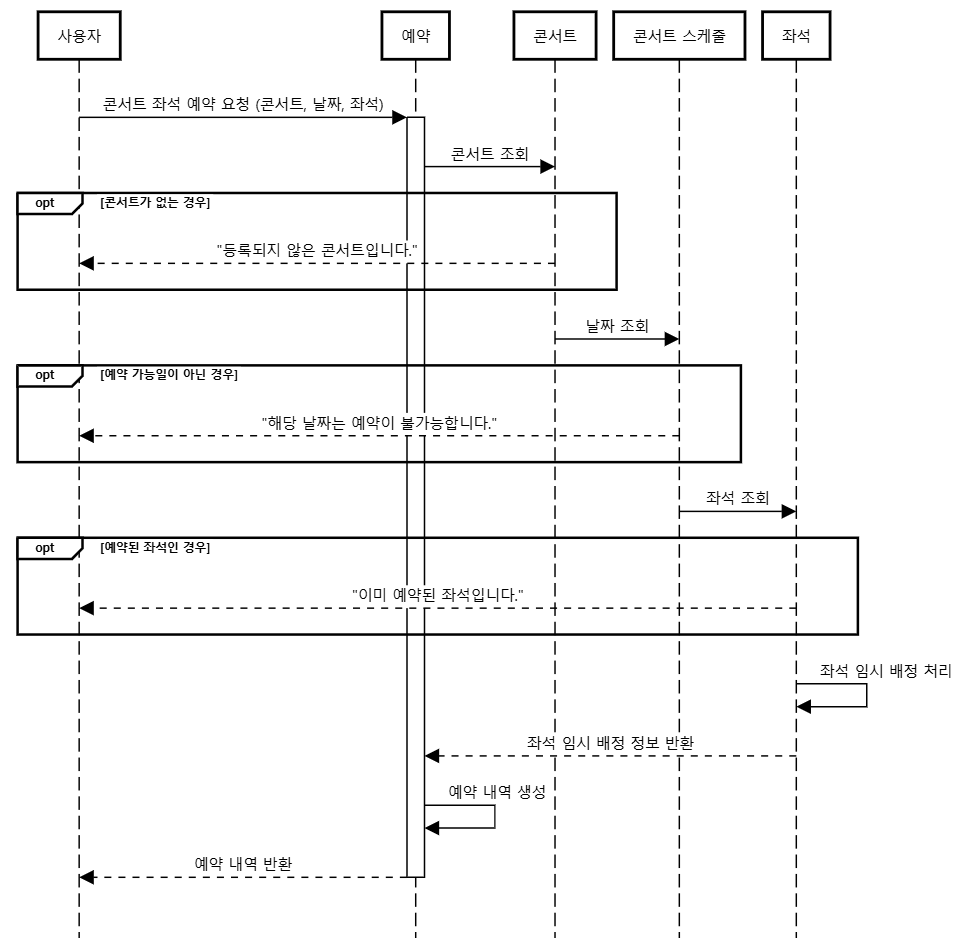 사용자
예약
콘서트
콘서트 스케줄
좌석
콘서트 좌석 예약 요청 (콘서트, 날짜, 좌석)
콘서트 조회
opt
[콘서트가 없는 경우]
"등록되지 않은 콘서트입니다."
날짜 조회
opt
[예약 가능일이 아닌 경우]
"해당 날짜는 예약이 불가능합니다."
좌석 조회
opt
[예약된 좌석인 경우]
"이미 예약된 좌석입니다."
좌석 임시 배정 처리
좌석 임시 배정 정보 반환
예약 내역 생성
예약 내역 반환